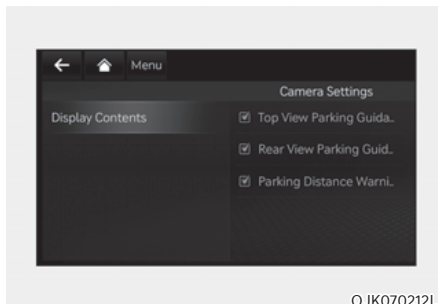 Menu
Camera Settings
Display Contents
Top View Parking Guida..
Rear View Parking Guid..
Parking Distance Warni..
OJK070212L